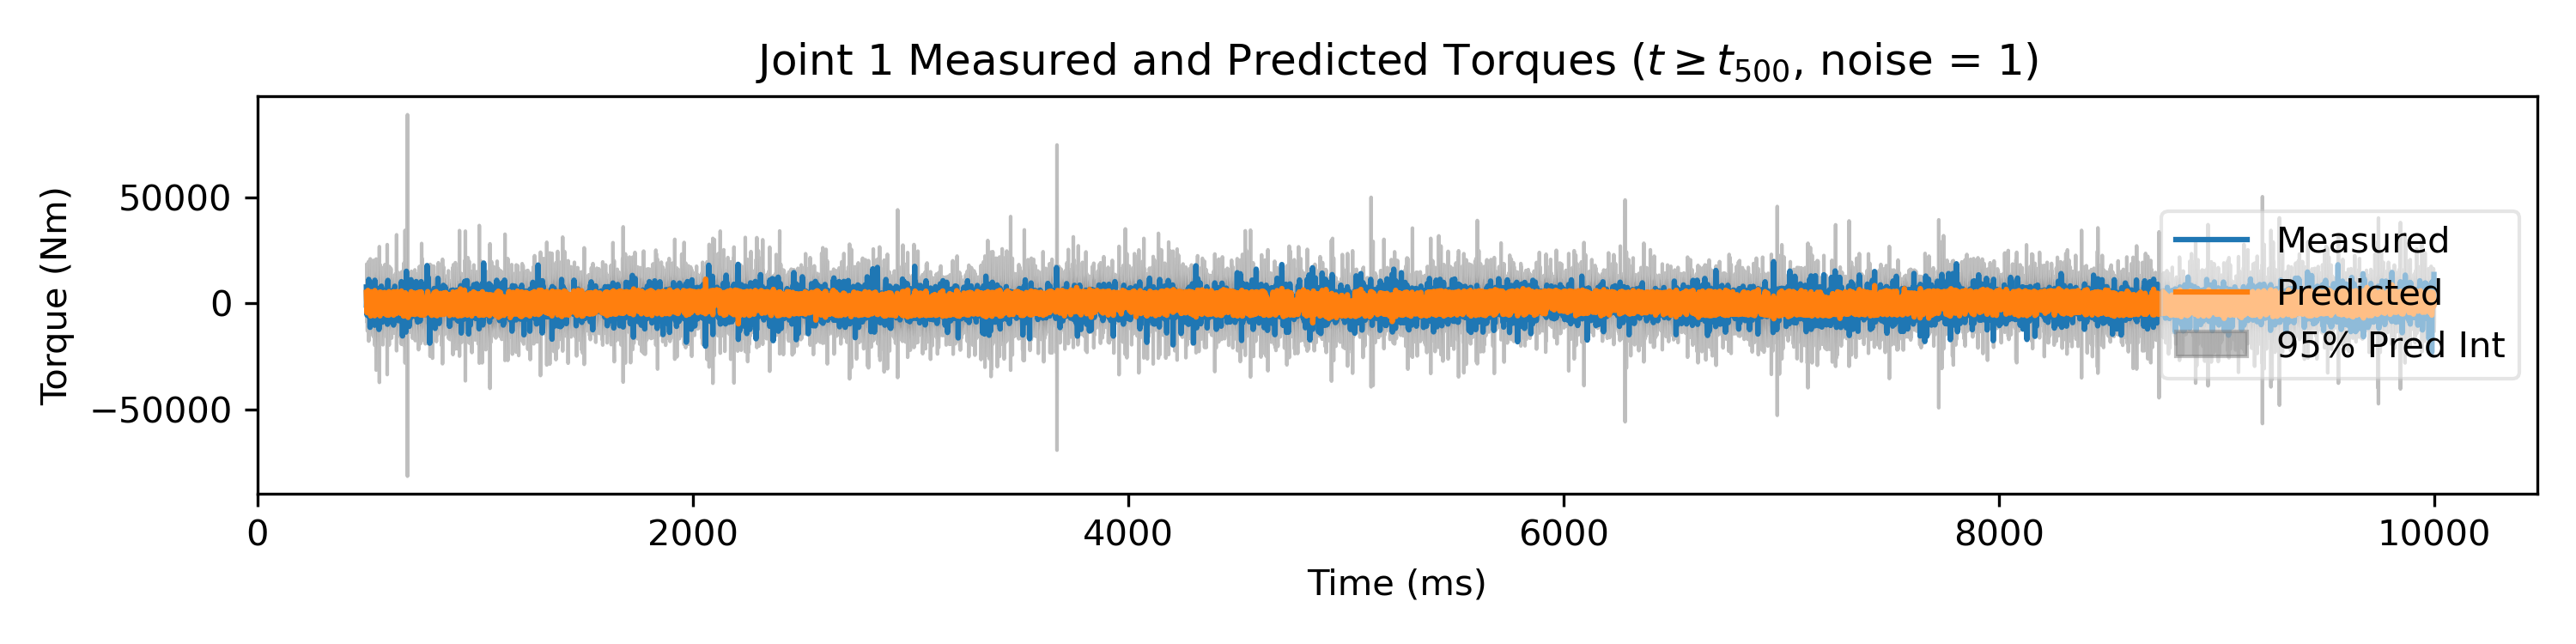 Joint 1 Measured and Predicted Torques (t ≥ t₅₀₀, noise = 1)
Torque (Nm)
50000
0
−50000
Measured
Predicted
95% Pred Int
0 2000 4000 6000 8000 10000
Time (ms)